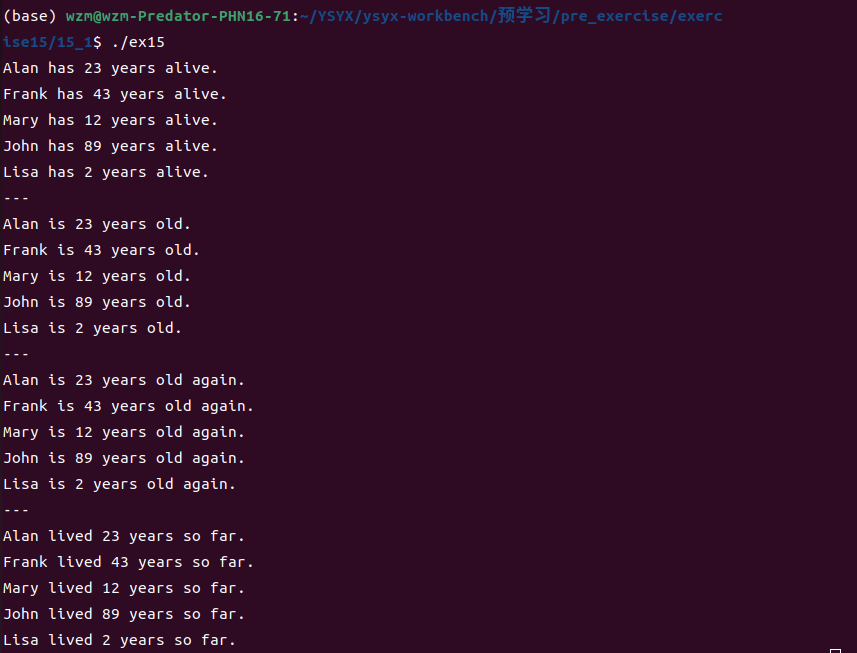 (base) wzm@wzm-Predator-PHN16-71:~/YSYX/ysyx-workbench/预学习/pre_exercise/exerc
ise15/15_1$ ./ex15
Alan has 23 years alive.
Frank has 43 years alive.
Mary has 12 years alive.
John has 89 years alive.
Lisa has 2 years alive.
---
Alan is 23 years old.
Frank is 43 years old.
Mary is 12 years old.
John is 89 years old.
Lisa is 2 years old.
---
Alan is 23 years old again.
Frank is 43 years old again.
Mary is 12 years old again.
John is 89 years old again.
Lisa is 2 years old again.
---
Alan lived 23 years so far.
Frank lived 43 years so far.
Mary lived 12 years so far.
John lived 89 years so far.
Lisa lived 2 years so far.